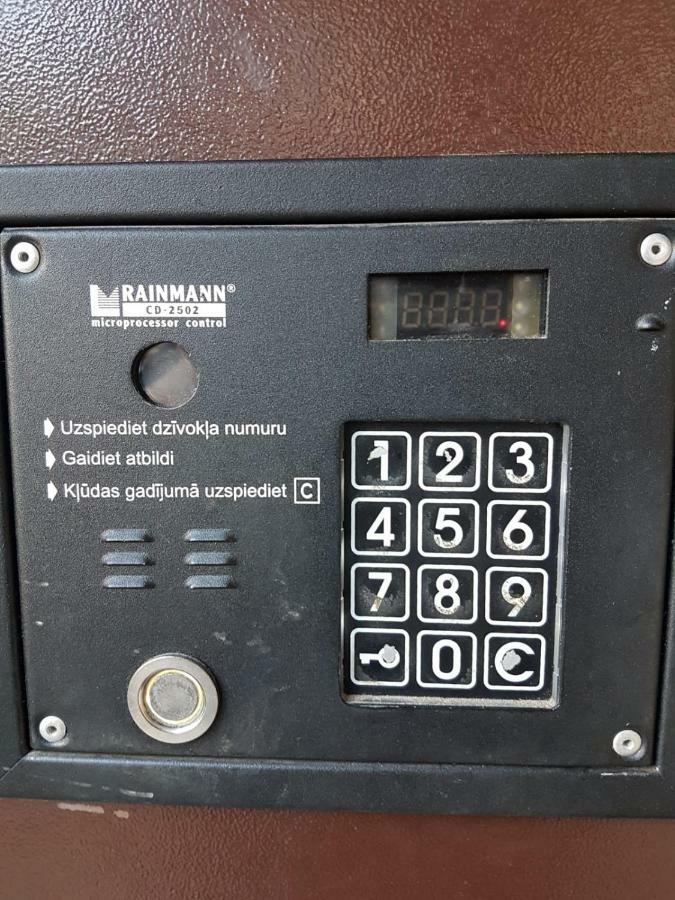 RAINMANN®
CD-2502
microprocessor control
Uzspiediet dzīvokļa numuru
Gaidiet atbildi
Kļūdas gadījumā uzspiediet C
1 2 3
4 5 6
7 8 9
0 C